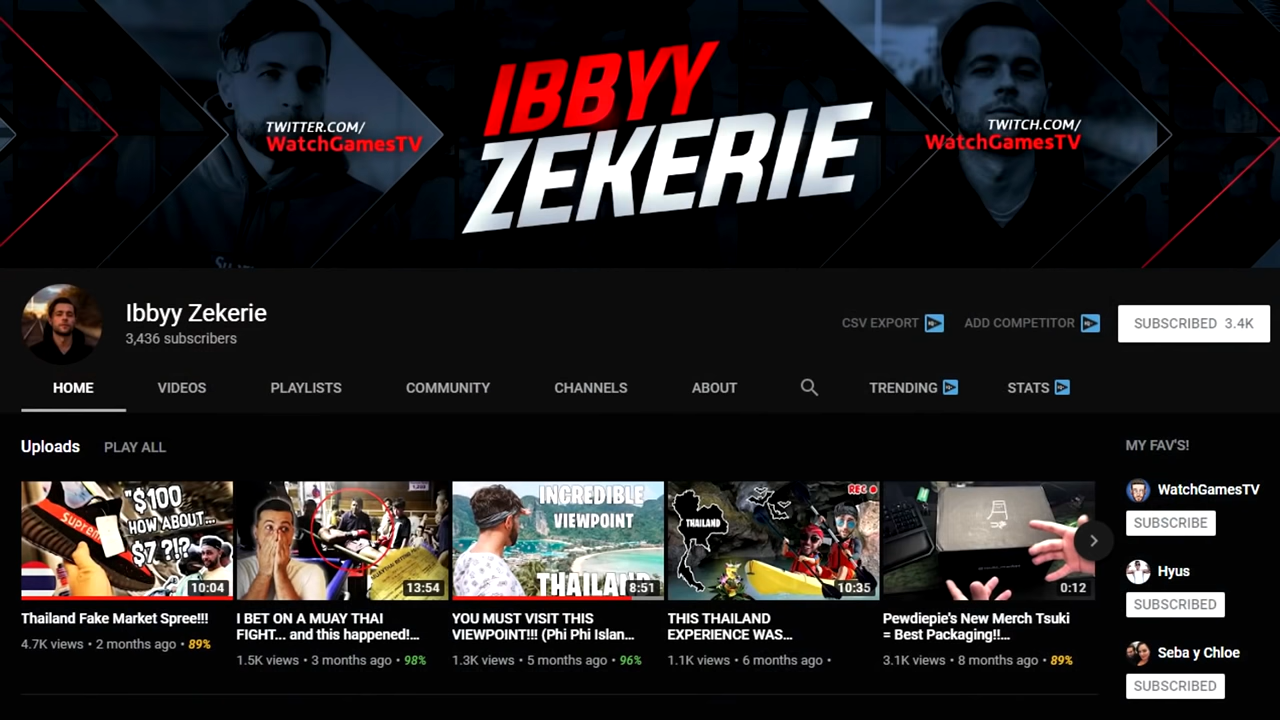 IBBYY
ZEKERIE
TWITTER.COM/
WatchGamesTV
TWITCH.COM/
WatchGamesTV
Ibbyy Zekerie
3,436 subscribers
CSV EXPORT
ADD COMPETITOR
SUBSCRIBED 3.4K
HOME VIDEOS PLAYLISTS COMMUNITY CHANNELS ABOUT TRENDING STATS
Uploads PLAY ALL
"$100
HOW ABOUT...
$7 ?!?
Supreme
10:04
Thailand Fake Market Spree!!!
4.7K views • 2 months ago • 89%
13:54
I BET ON A MUAY THAI
FIGHT... and this happened!...
1.5K views • 3 months ago • 98%
INCREDIBLE
VIEWPOINT
THAILAND
8:51
YOU MUST VISIT THIS
VIEWPOINT!!! (Phi Phi Islan...
1.3K views • 5 months ago • 96%
REC
THAILAND
10:35
THIS THAILAND
EXPERIENCE WAS...
1.1K views • 6 months ago •
0:12
Pewdiepie's New Merch Tsuki
= Best Packaging!!...
3.1K views • 8 months ago • 89%
MY FAV'S!
WatchGamesTV
SUBSCRIBE
Hyus
SUBSCRIBED
Seba y Chloe
SUBSCRIBED